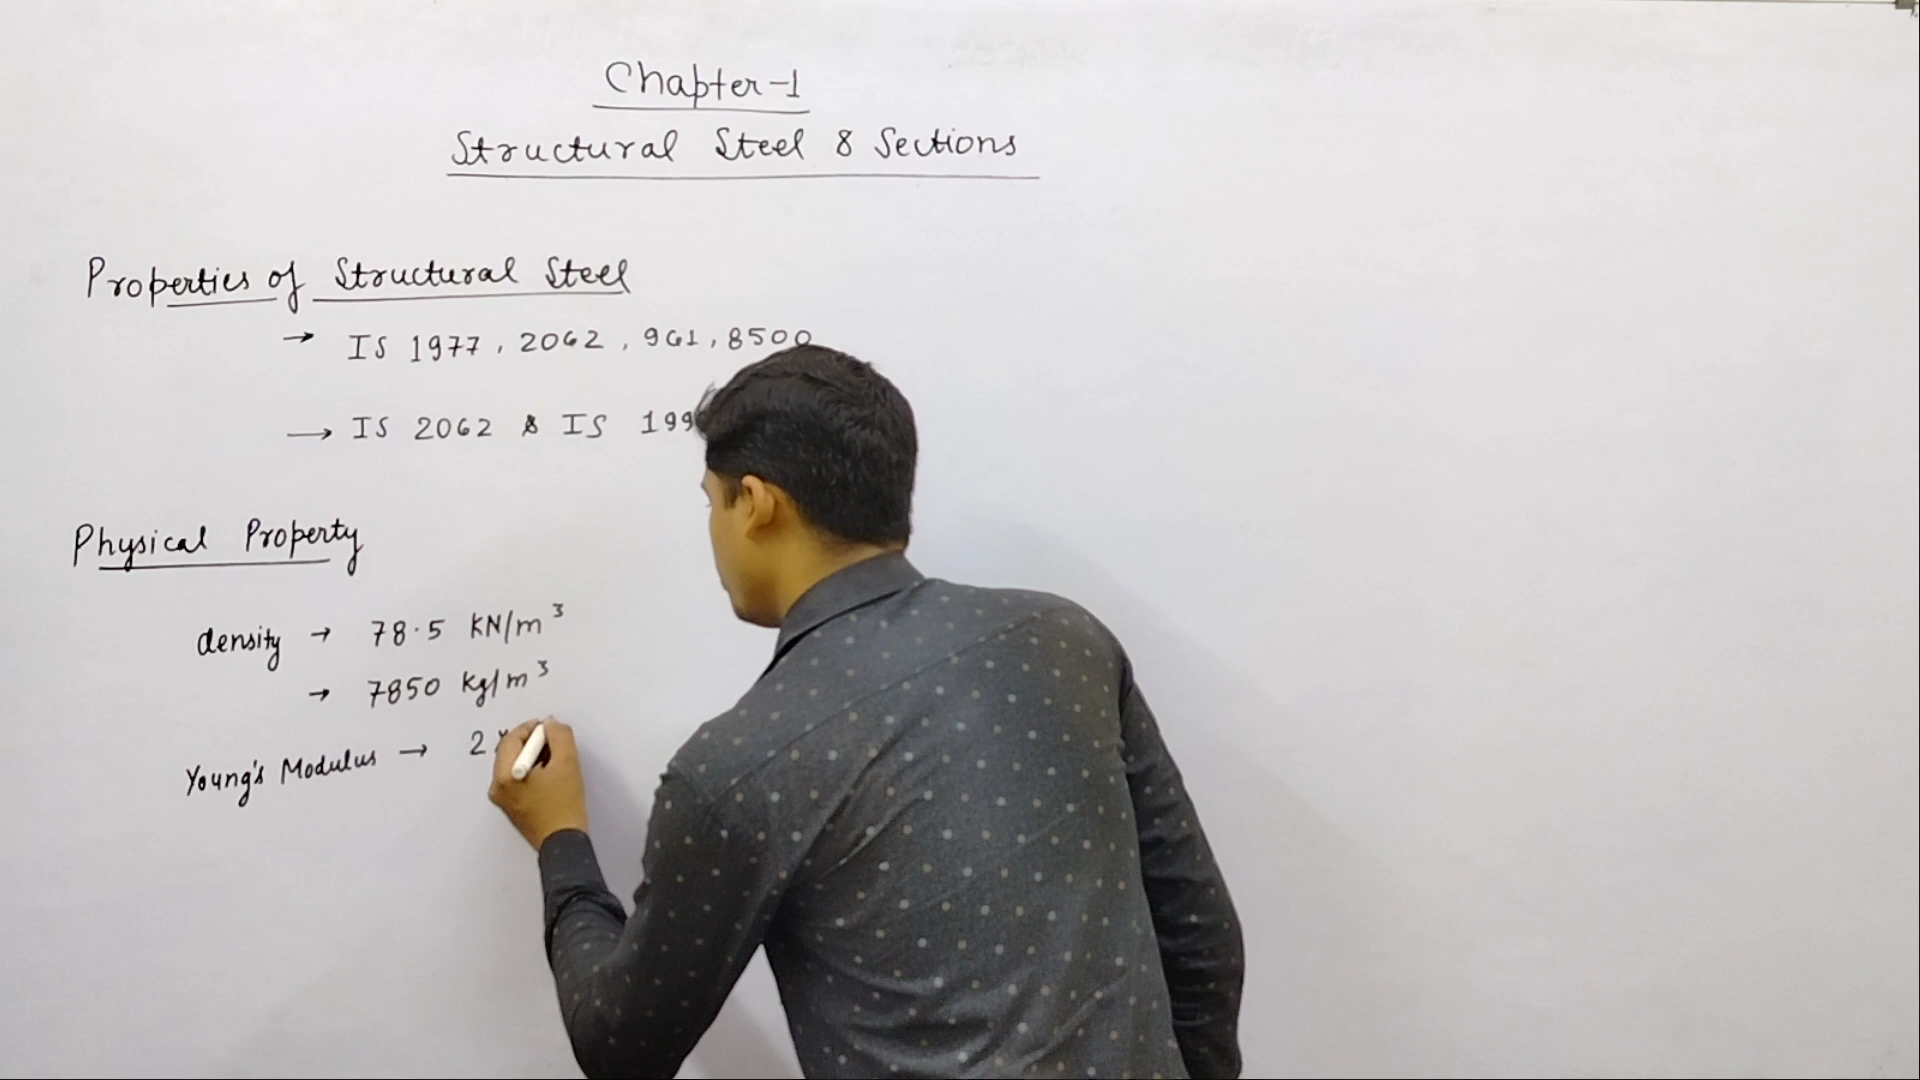 Chapter-1
Structural Steel & Sections
Properties of Structural Steel
→ IS 1977, 2062, 961, 8500
→ IS 2062 & IS 199
Physical Property
density → 78.5 KN/m³
→ 7850 kg/m³
Young's Modulus → 2